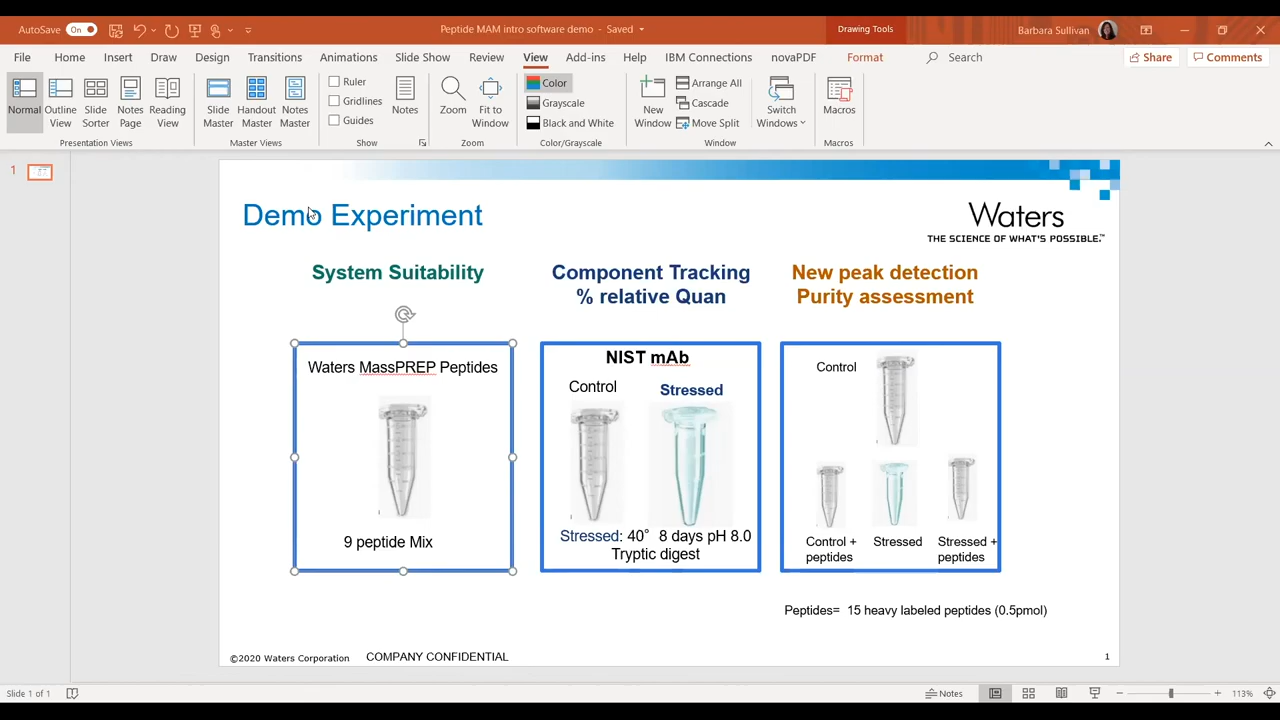 AutoSave On
Peptide MAM intro software demo - Saved
Drawing Tools
Barbara Sullivan
File Home Insert Draw Design Transitions Animations Slide Show Review View Add-ins Help IBM Connections novaPDF Format Search Share Comments
Normal
Outline View
Slide Sorter
Notes Page
Reading View
Presentation Views
Slide Master
Handout Master
Notes Master
Master Views
Ruler
Gridlines
Guides
Notes
Show
Zoom
Fit to Window
Zoom
Color
Grayscale
Black and White
Color/Grayscale
New Window
Arrange All
Cascade
Move Split
Switch Windows
Window
Macros
Macros
1
Demo Experiment
Waters
THE SCIENCE OF WHAT'S POSSIBLE.™
System Suitability
Waters MassPREP Peptides
9 peptide Mix
Component Tracking
% relative Quan
NIST mAb
Control
Stressed
Stressed: 40° 8 days pH 8.0
Tryptic digest
New peak detection
Purity assessment
Control
Control +
peptides
Stressed
Stressed +
peptides
Peptides= 15 heavy labeled peptides (0.5pmol)
©2020 Waters Corporation COMPANY CONFIDENTIAL 1
Slide 1 of 1
Notes
113%